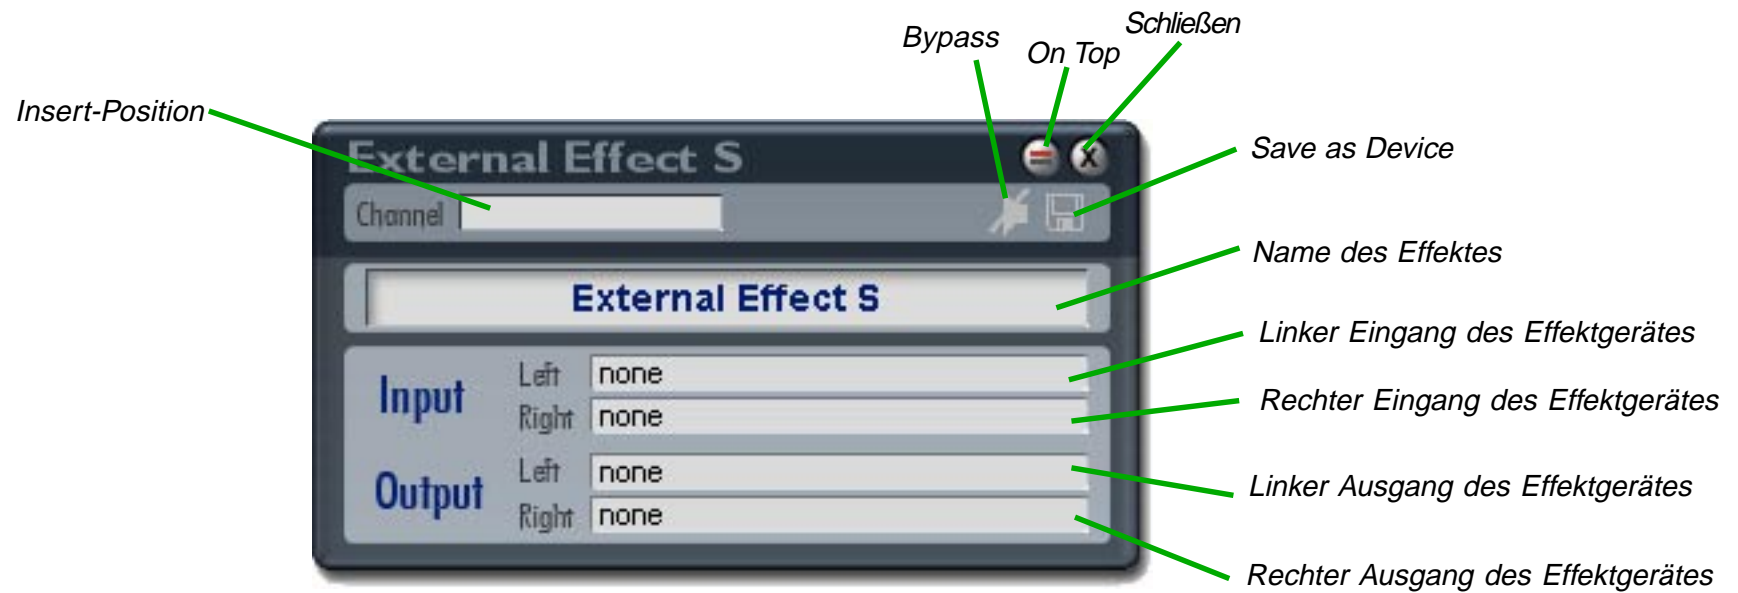 Schließen
Bypass
On Top
Insert-Position
External Effect S
X
Save as Device
Channel
Name des Effektes
External Effect S
Linker Eingang des Effektgerätes
Input
Left none
Right none
Rechter Eingang des Effektgerätes
Output
Left none
Right none
Linker Ausgang des Effektgerätes
Rechter Ausgang des Effektgerätes